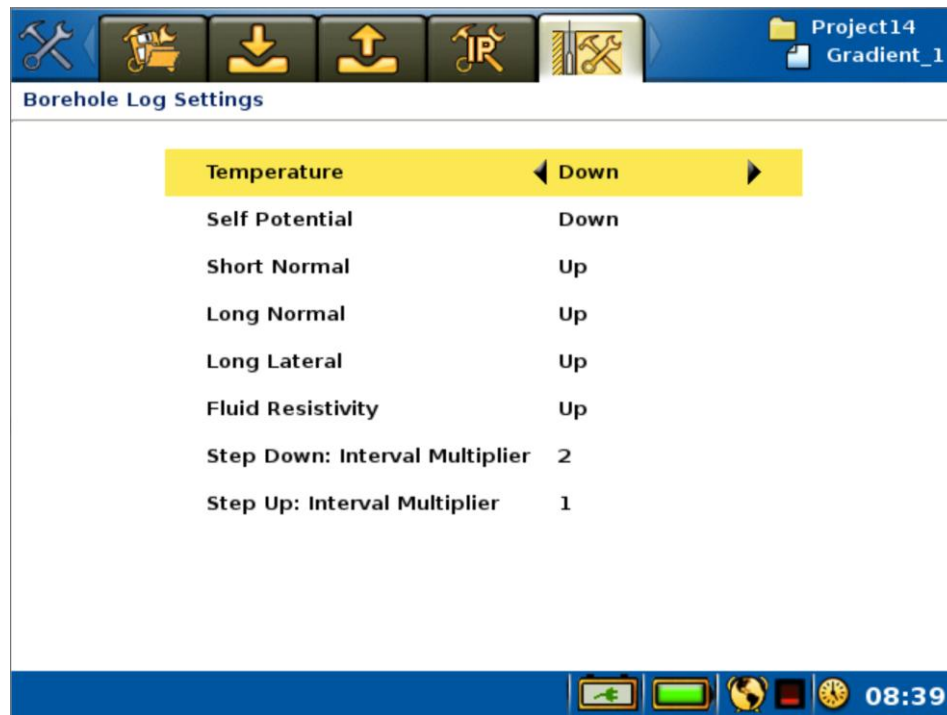 IR
Project14
Gradient_1
Borehole Log Settings
Temperature Down
Self Potential Down
Short Normal Up
Long Normal Up
Long Lateral Up
Fluid Resistivity Up
Step Down: Interval Multiplier 2
Step Up: Interval Multiplier 1
08:39